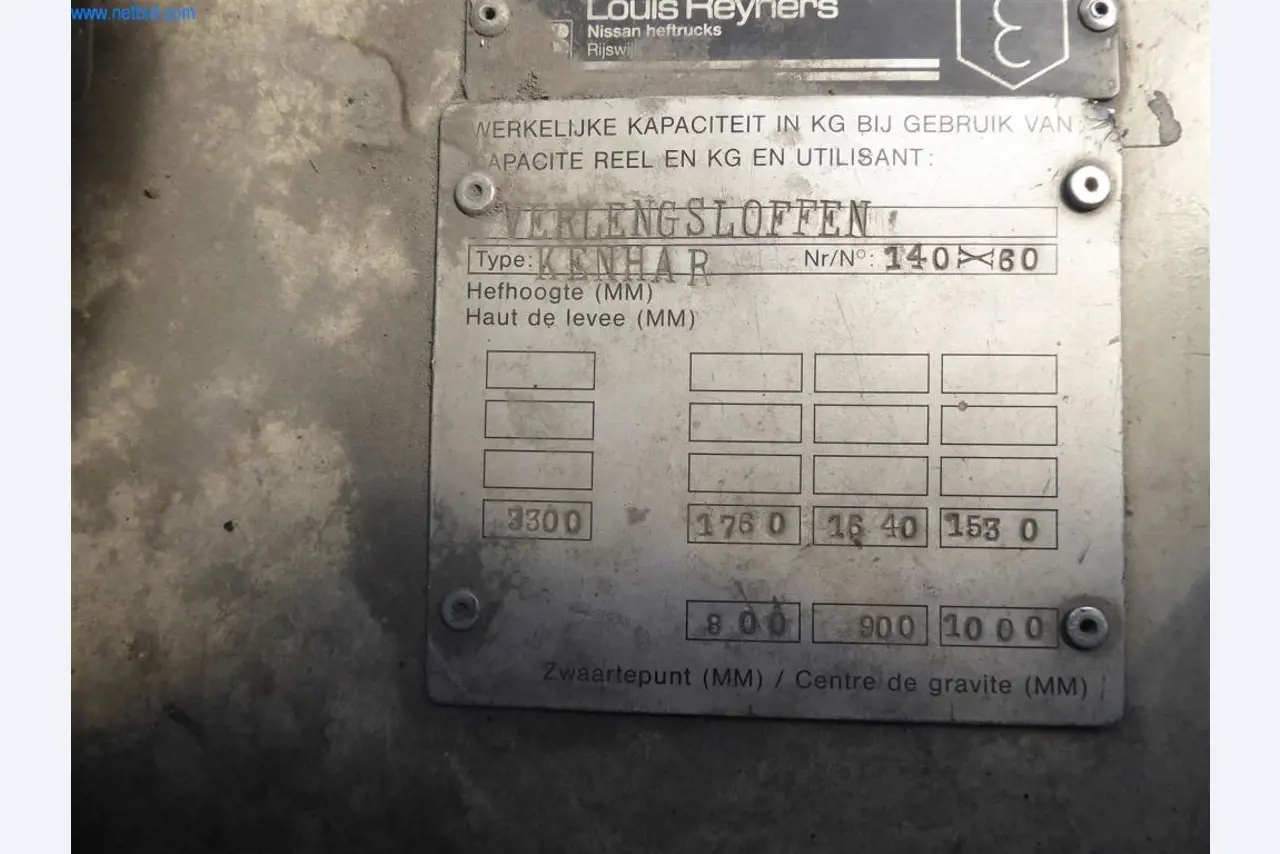 www.netbid.com
Louis Reyners
Nissan heftrucks
Rijswij
WERKELIJKE KAPACITEIT IN KG BIJ GEBRUIK VAN:
CAPACITE REEL EN KG EN UTILISANT:
VERLENGSLOFFEN
Type: KENHAR Nr/N°: 140X60
Hefhoogte (MM)
Haut de levee (MM)
3300 1760 1640 1530
800 900 1000
Zwaartepunt (MM) / Centre de gravite (MM)